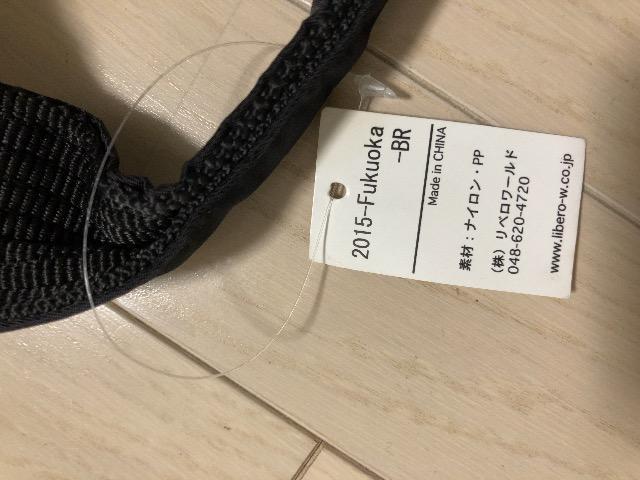 2015-Fukuoka
-BR
Made in CHINA
素材：ナイロン・PP
（株）リベロワールド
048-620-4720
www.libero-w.co.jp